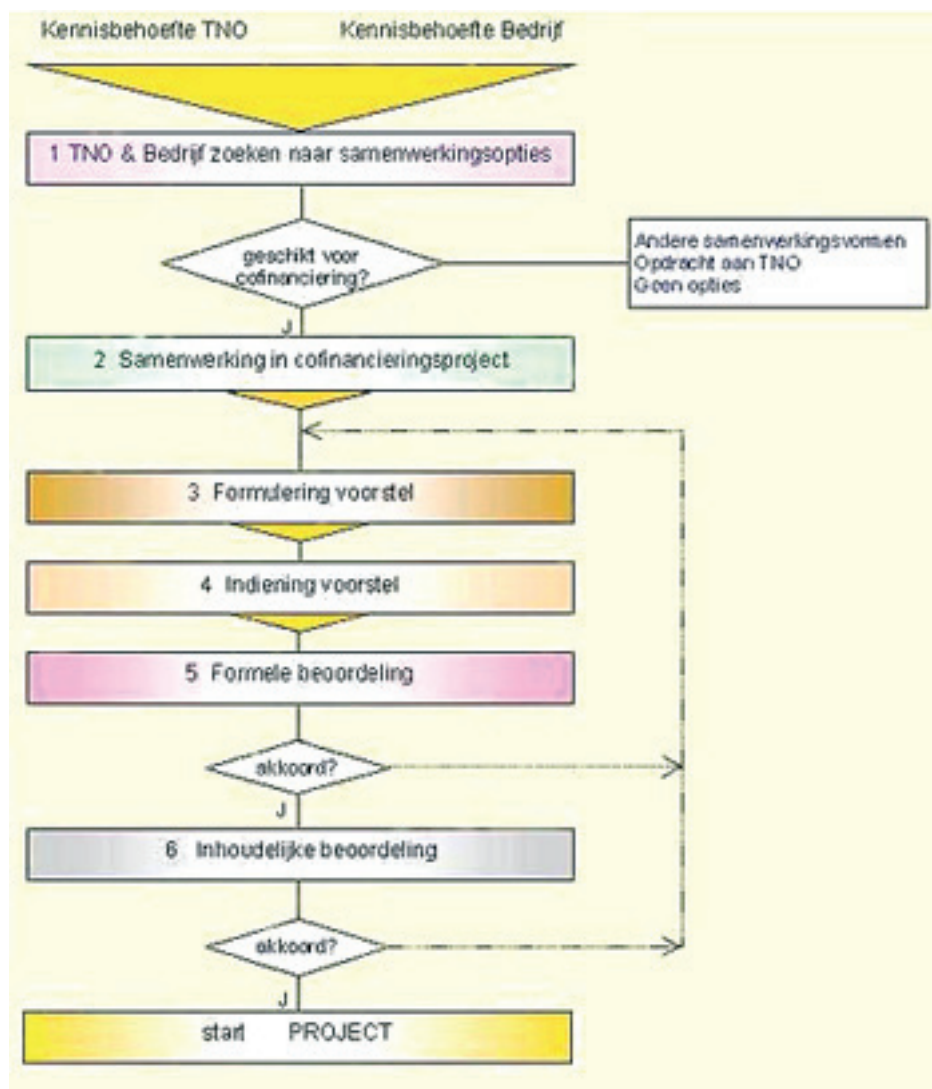 Kennisbehoefte TNO Kennisbehoefte Bedrijf
1 TNO & Bedrijf zoeken naar samenwerkingsopties
geschikt voor
cofinanciering?
Andere samenwerkingsvormen
Opdracht aan TNO
Geen opties
J
2 Samenwerking in cofinancieringsproject
3 Formulering voorstel
4 Indiening voorstel
5 Formele beoordeling
akkoord?
J
6 Inhoudelijke beoordeling
akkoord?
J
start PROJECT